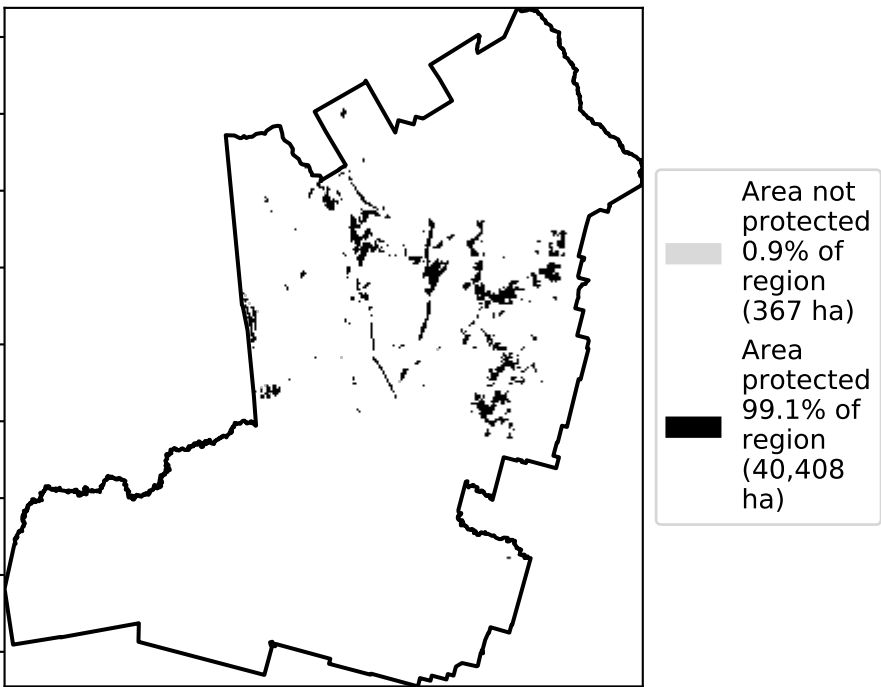 Area not
protected
0.9% of
region
(367 ha)
Area
protected
99.1% of
region
(40,408
ha)